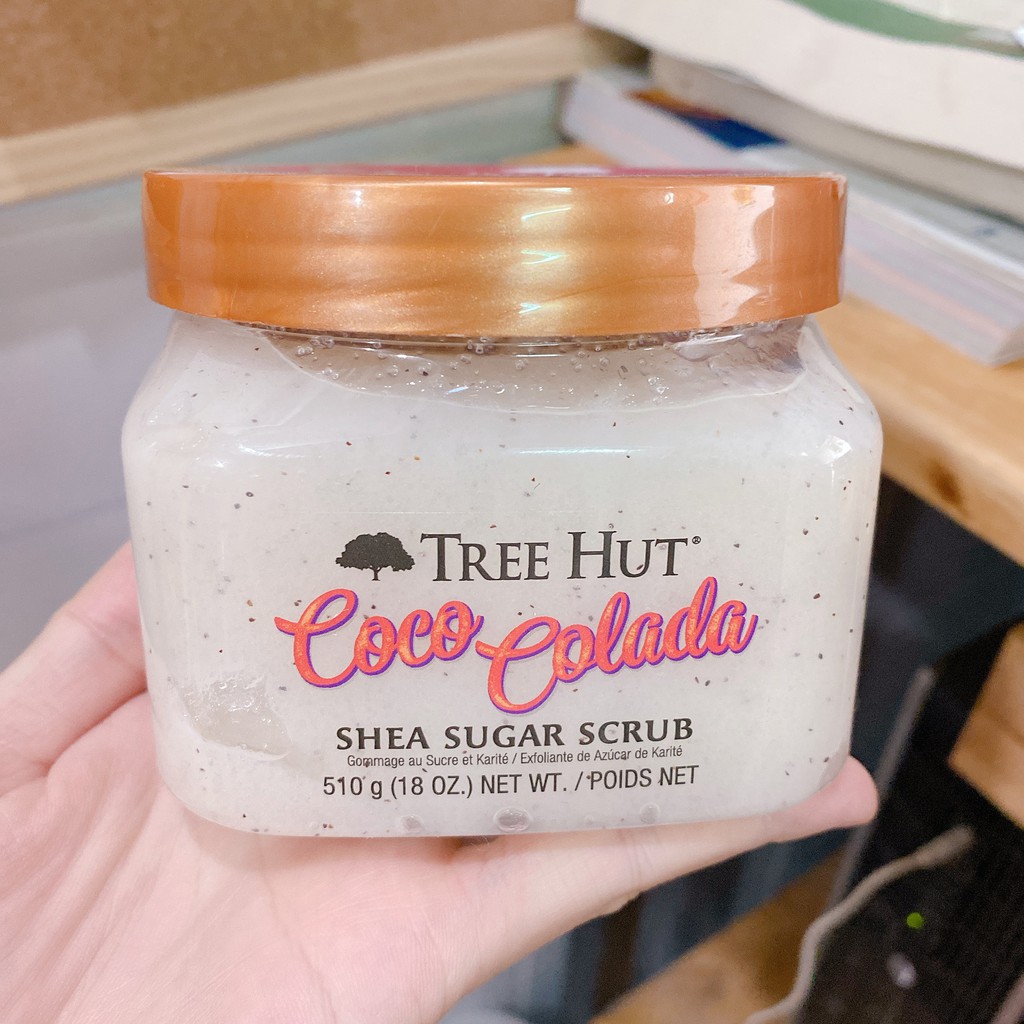 TREE HUT®
Coco Colada
SHEA SUGAR SCRUB
Gommage au Sucre et Karité / Exfoliante de Azúcar de Karité
510 g (18 OZ.) NET WT. / POIDS NET